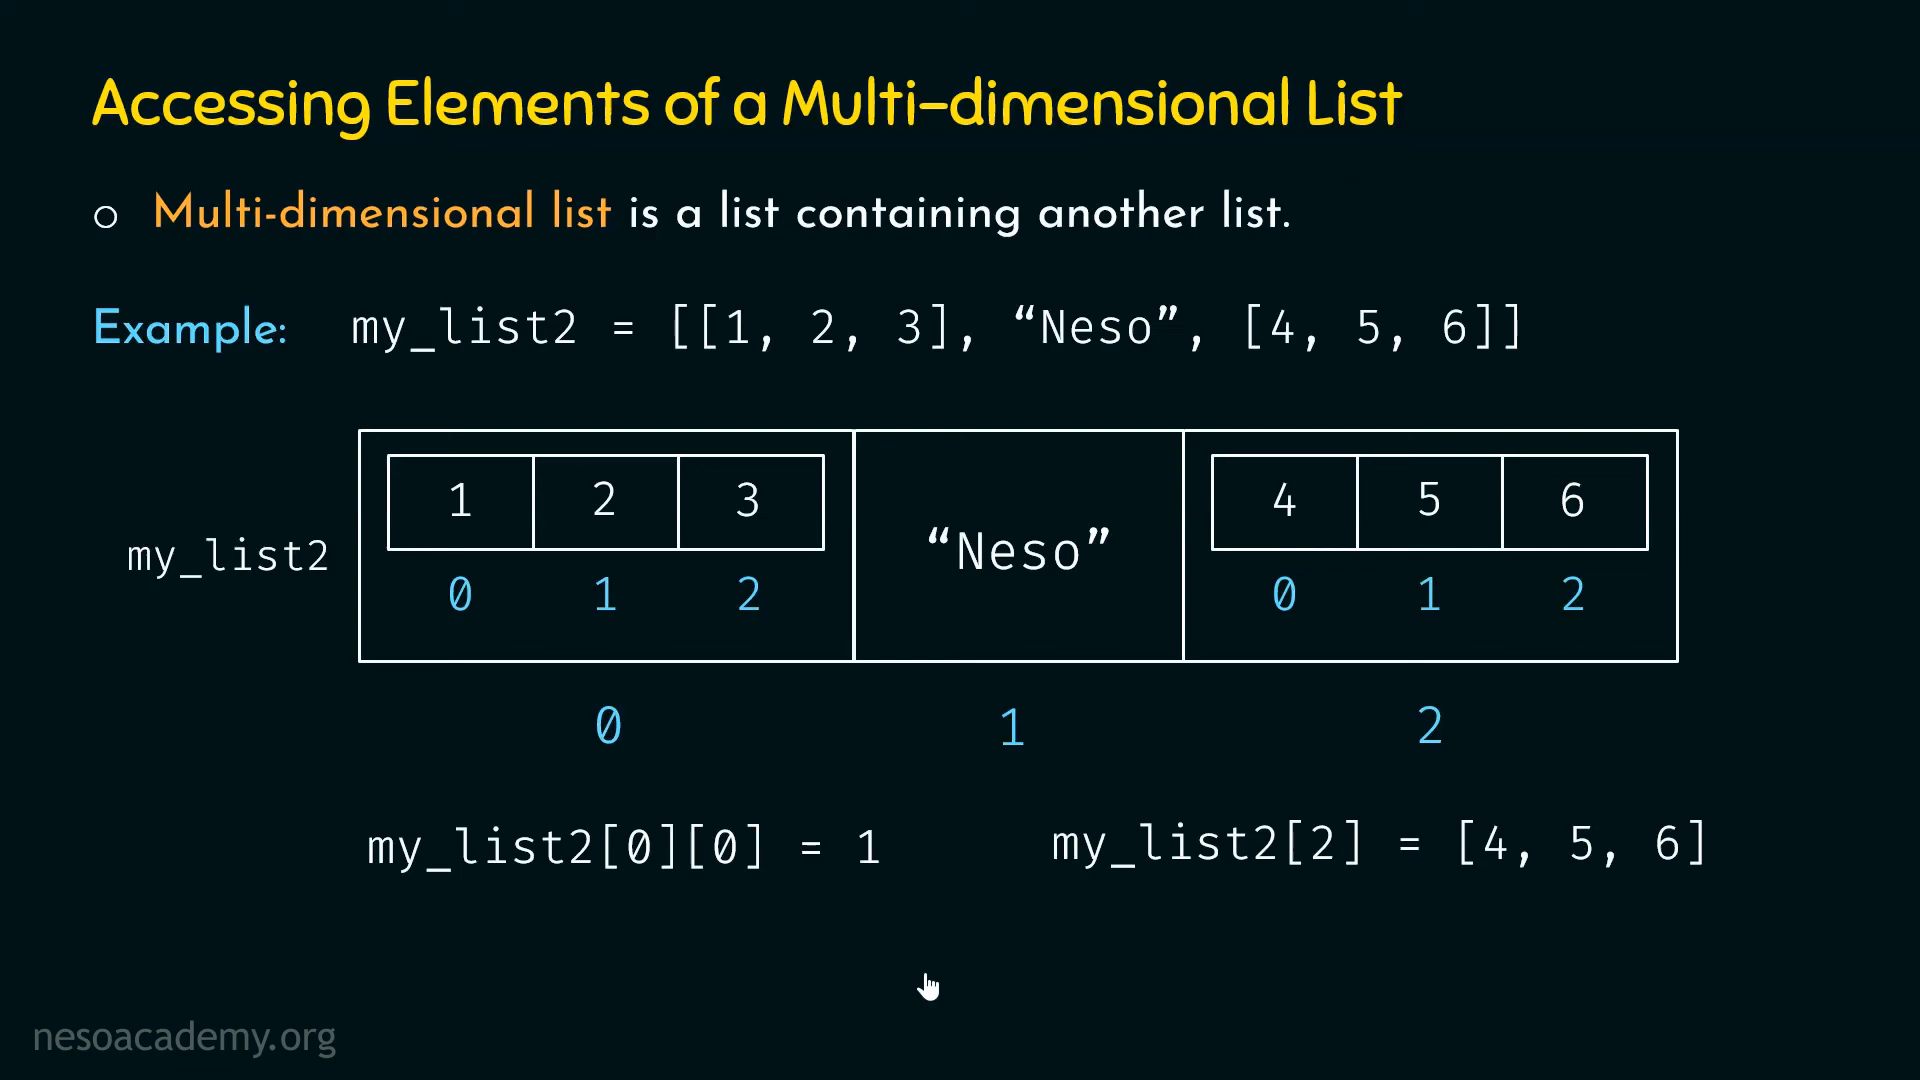 Accessing Elements of a Multi-dimensional List
Multi-dimensional list is a list containing another list.
Example: my_list2 = [[1, 2, 3], “Neso”, [4, 5, 6]]
1 2 3 4 5 6
my_list2 “Neso”
0 1 2 0 1 2
0 1 2
my_list2[0][0] = 1 my_list2[2] = [4, 5, 6]
nesoacademy.org